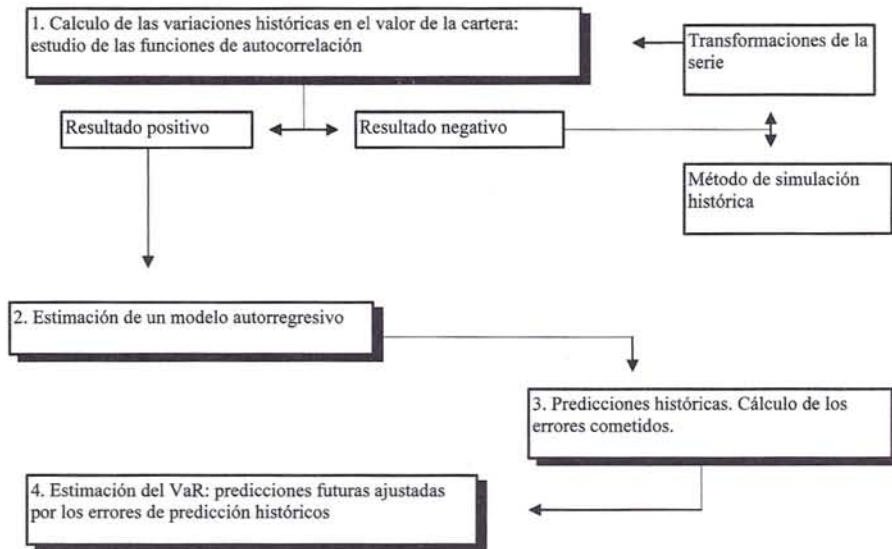 1. Calculo de las variaciones históricas en el valor de la cartera:
estudio de las funciones de autocorrelación
Transformaciones de la
serie
Resultado positivo
Resultado negativo
Método de simulación
histórica
2. Estimación de un modelo autorregresivo
3. Predicciones históricas. Cálculo de los
errores cometidos.
4. Estimación del VaR: predicciones futuras ajustadas
por los errores de predicción históricos